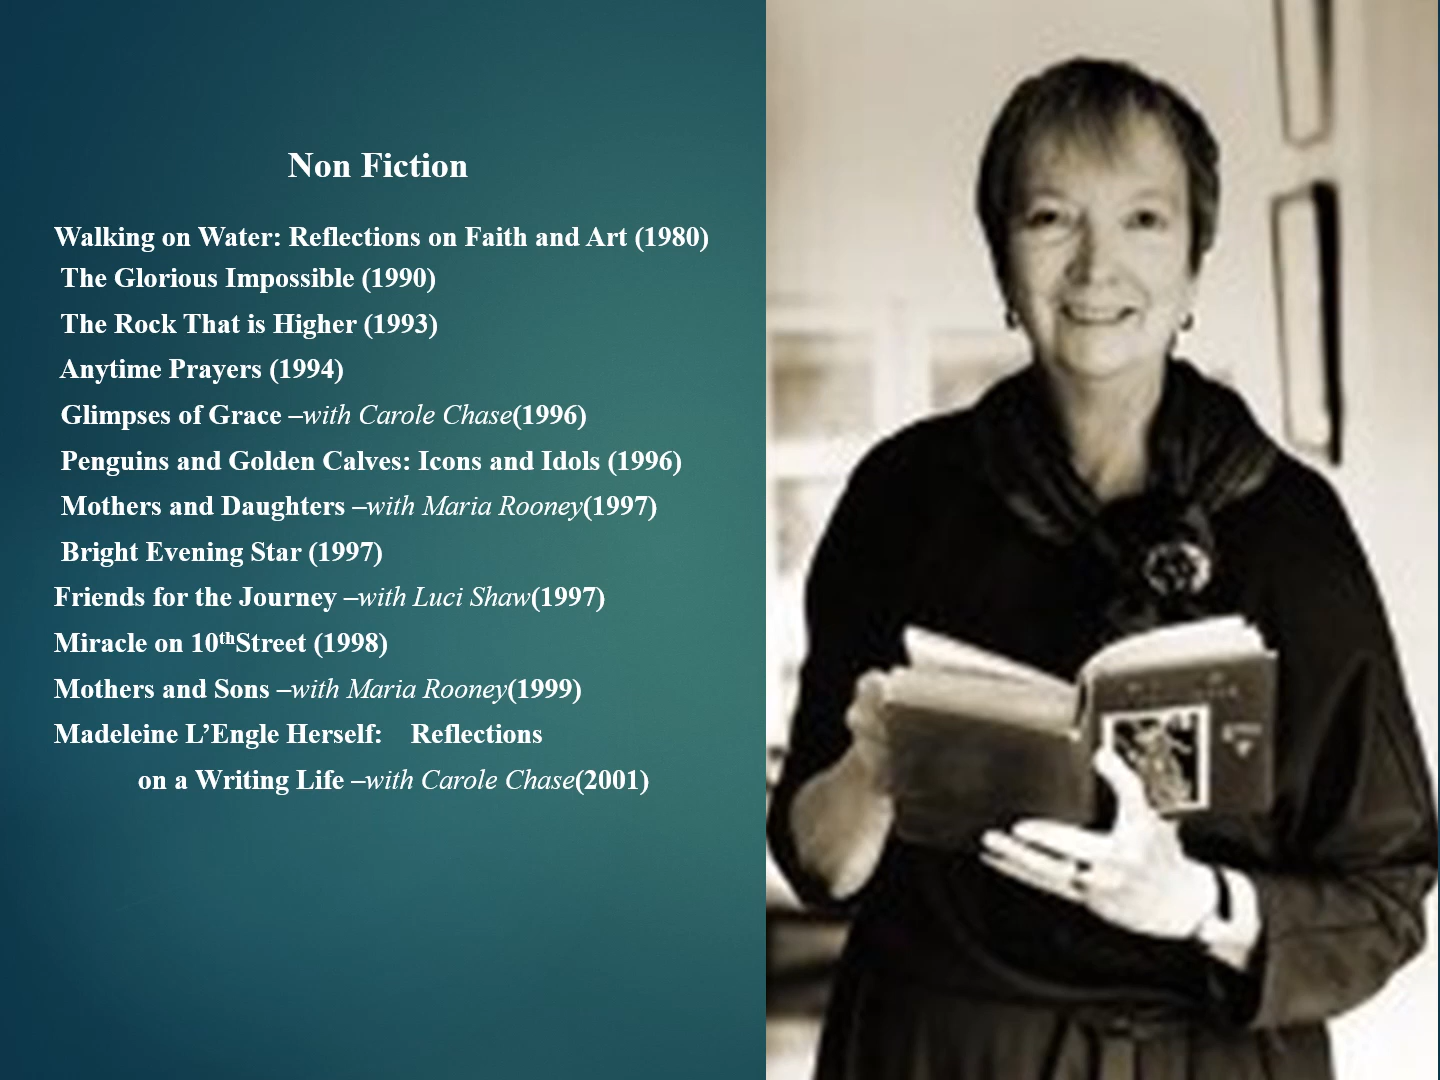 Non Fiction
Walking on Water: Reflections on Faith and Art (1980)
The Glorious Impossible (1990)
The Rock That is Higher (1993)
Anytime Prayers (1994)
Glimpses of Grace –with Carole Chase(1996)
Penguins and Golden Calves: Icons and Idols (1996)
Mothers and Daughters –with Maria Rooney(1997)
Bright Evening Star (1997)
Friends for the Journey –with Luci Shaw(1997)
Miracle on 10thStreet (1998)
Mothers and Sons –with Maria Rooney(1999)
Madeleine L’Engle Herself: Reflections
on a Writing Life –with Carole Chase(2001)